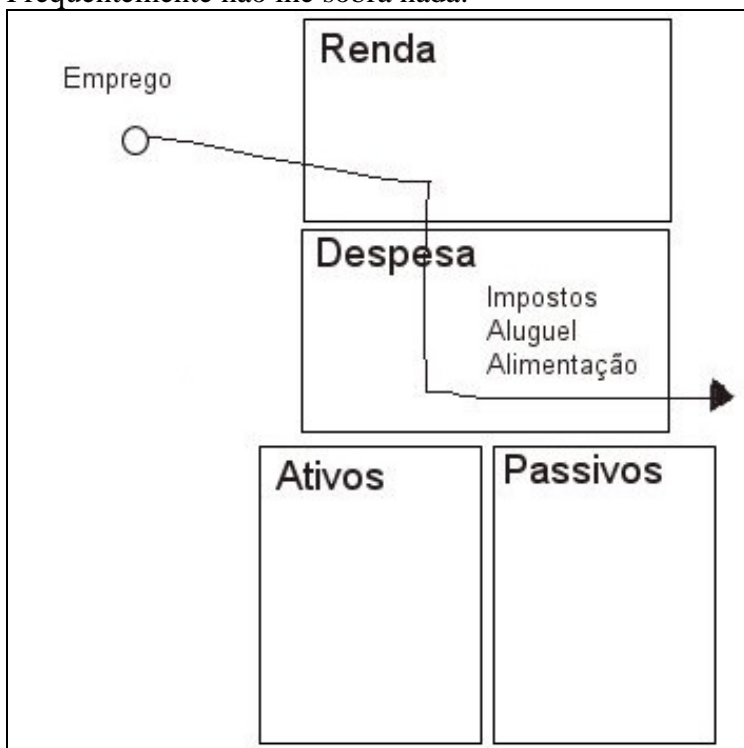 Renda
Emprego
Despesa
Impostos
Aluguel
Alimentação
Ativos
Passivos